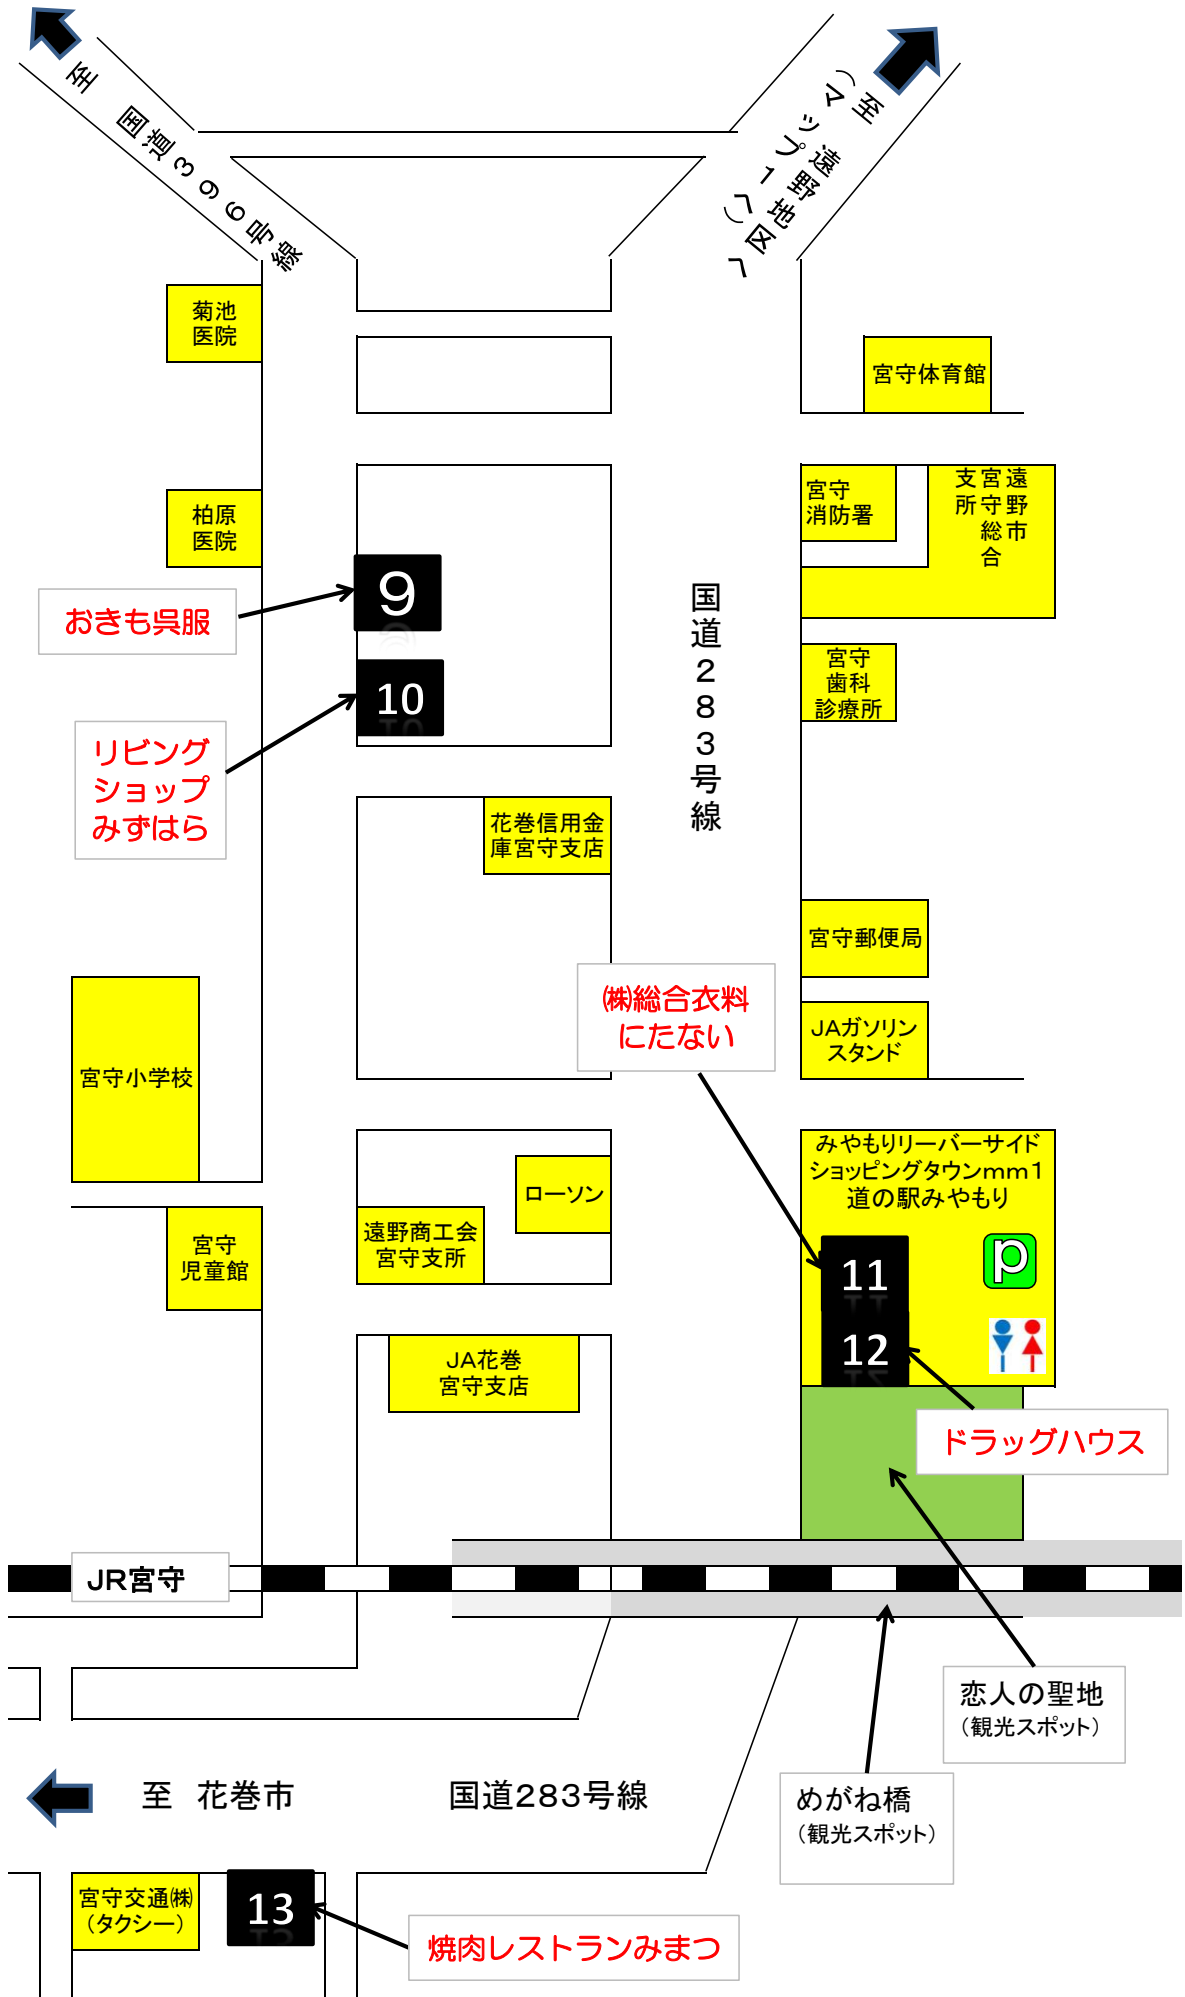 至 国道396号線
至 遠野地区へ
(マップ1へ)
菊池
医院
宮守体育館
柏原
医院
宮守
消防署
遠野市
宮守総合
支所
9
おきも呉服
国道283号線
10
宮守
歯科
診療所
リビング
ショップ
みずはら
花巻信用金
庫宮守支店
宮守郵便局
㈱総合衣料
にたない
JAガソリン
スタンド
宮守小学校
みやもりリーバーサイド
ショッピングタウンmm1
道の駅みやもり
ローソン
遠野商工会
宮守支所
宮守
児童館
11
p
12
JA花巻
宮守支店
ドラッグハウス
JR宮守
恋人の聖地
(観光スポット)
至 花巻市
国道283号線
めがね橋
(観光スポット)
宮守交通㈱
(タクシー)
13
焼肉レストランみまつ